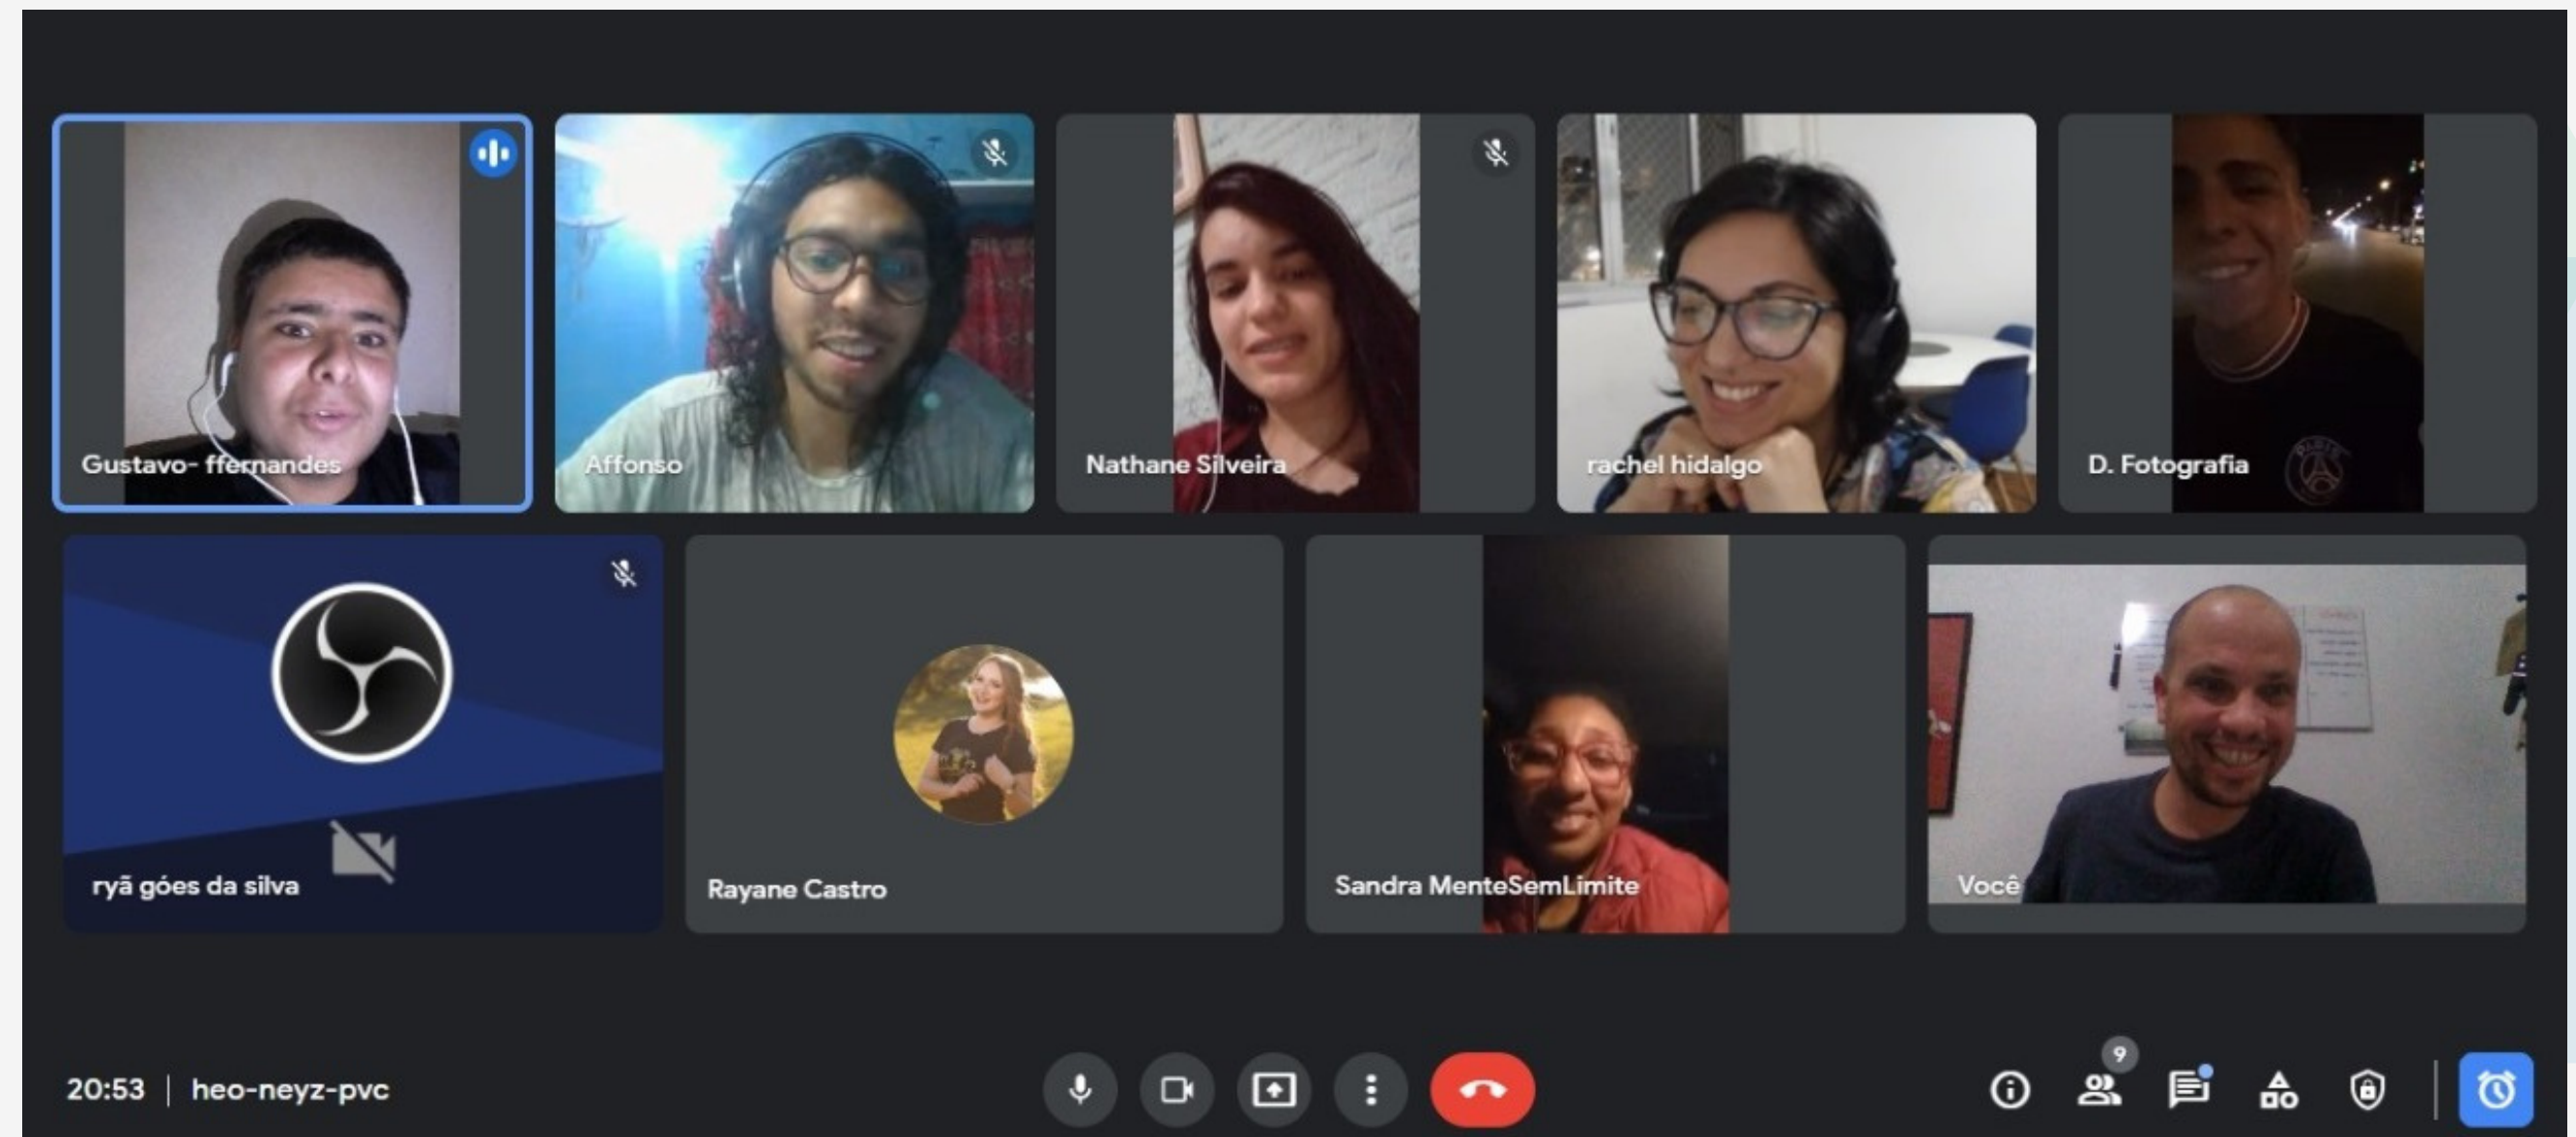 Gustavo- ffernandes
Affonso
Nathane Silveira
rachel hidalgo
D. Fotografia
PARIS
ryã góes da silva
Rayane Castro
Sandra MenteSemLimite
Você
20:53 | heo-neyz-pvc
9